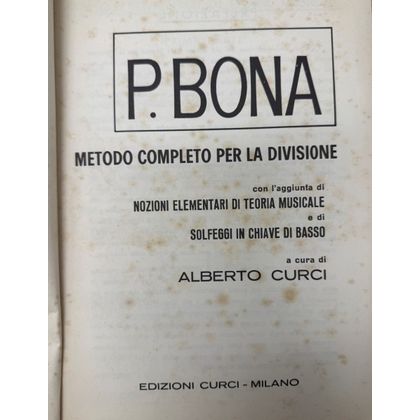 P. BONA
METODO COMPLETO PER LA DIVISIONE
con l'aggiunta di
NOZIONI ELEMENTARI DI TEORIA MUSICALE
e di
SOLFEGGI IN CHIAVE DI BASSO
a cura di
ALBERTO CURCI
EDIZIONI CURCI - MILANO